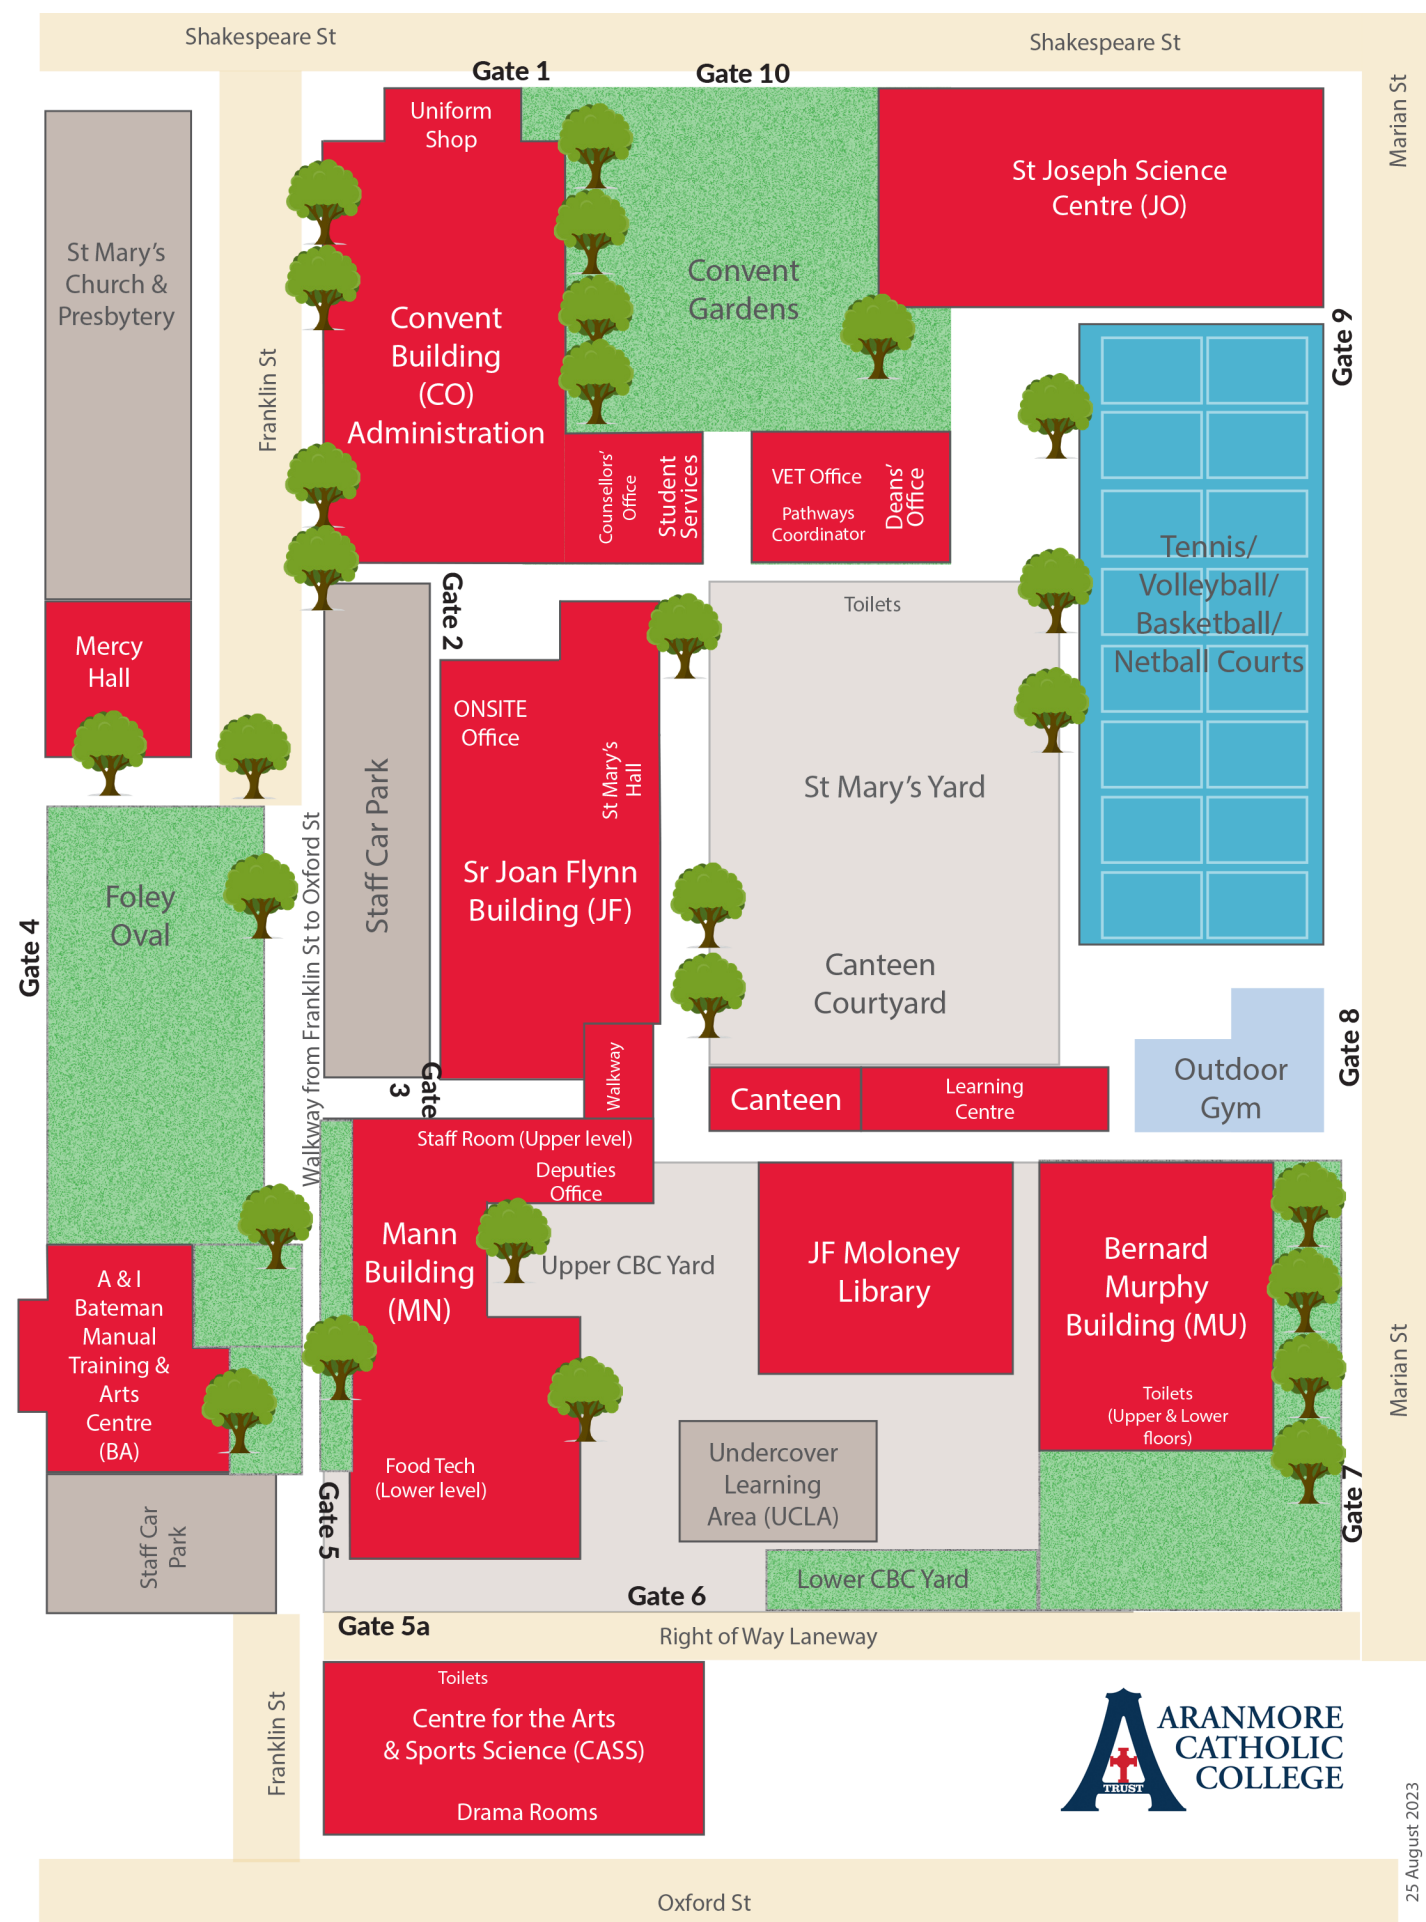 Shakespeare St
Shakespeare St
Marian St
Gate 1
Gate 10
Uniform
Shop
St Joseph Science
Centre (JO)
St Mary's
Church &
Presbytery
Convent
Gardens
Convent
Building
(CO)
Administration
Franklin St
Gate 9
Counsellors'
Office
Student
Services
VET Office
Pathways
Coordinator
Deans'
Office
Tennis/
Volleyball/
Basketball/
Netball Courts
Gate 2
Toilets
Mercy
Hall
ONSITE
Office
St Mary's
Hall
St Mary's Yard
Staff Car Park
Sr Joan Flynn
Building (JF)
Foley
Oval
Gate 4
Walkway from Franklin St to Oxford St
Canteen
Courtyard
Gate
3
Walkway
Canteen
Learning
Centre
Outdoor
Gym
Gate 8
Staff Room (Upper level)
Deputies
Office
Mann
Building
(MN)
Upper CBC Yard
JF Moloney
Library
Bernard
Murphy
Building (MU)
Toilets
(Upper & Lower
floors)
Marian St
A & I
Bateman
Manual
Training &
Arts
Centre
(BA)
Food Tech
(Lower level)
Undercover
Learning
Area (UCLA)
Gate 7
Gate 5
Staff Car
Park
Lower CBC Yard
Gate 6
Gate 5a
Right of Way Laneway
Toilets
Centre for the Arts
& Sports Science (CASS)
Drama Rooms
Franklin St
ARANMORE
CATHOLIC
COLLEGE
TRUST
25 August 2023
Oxford St